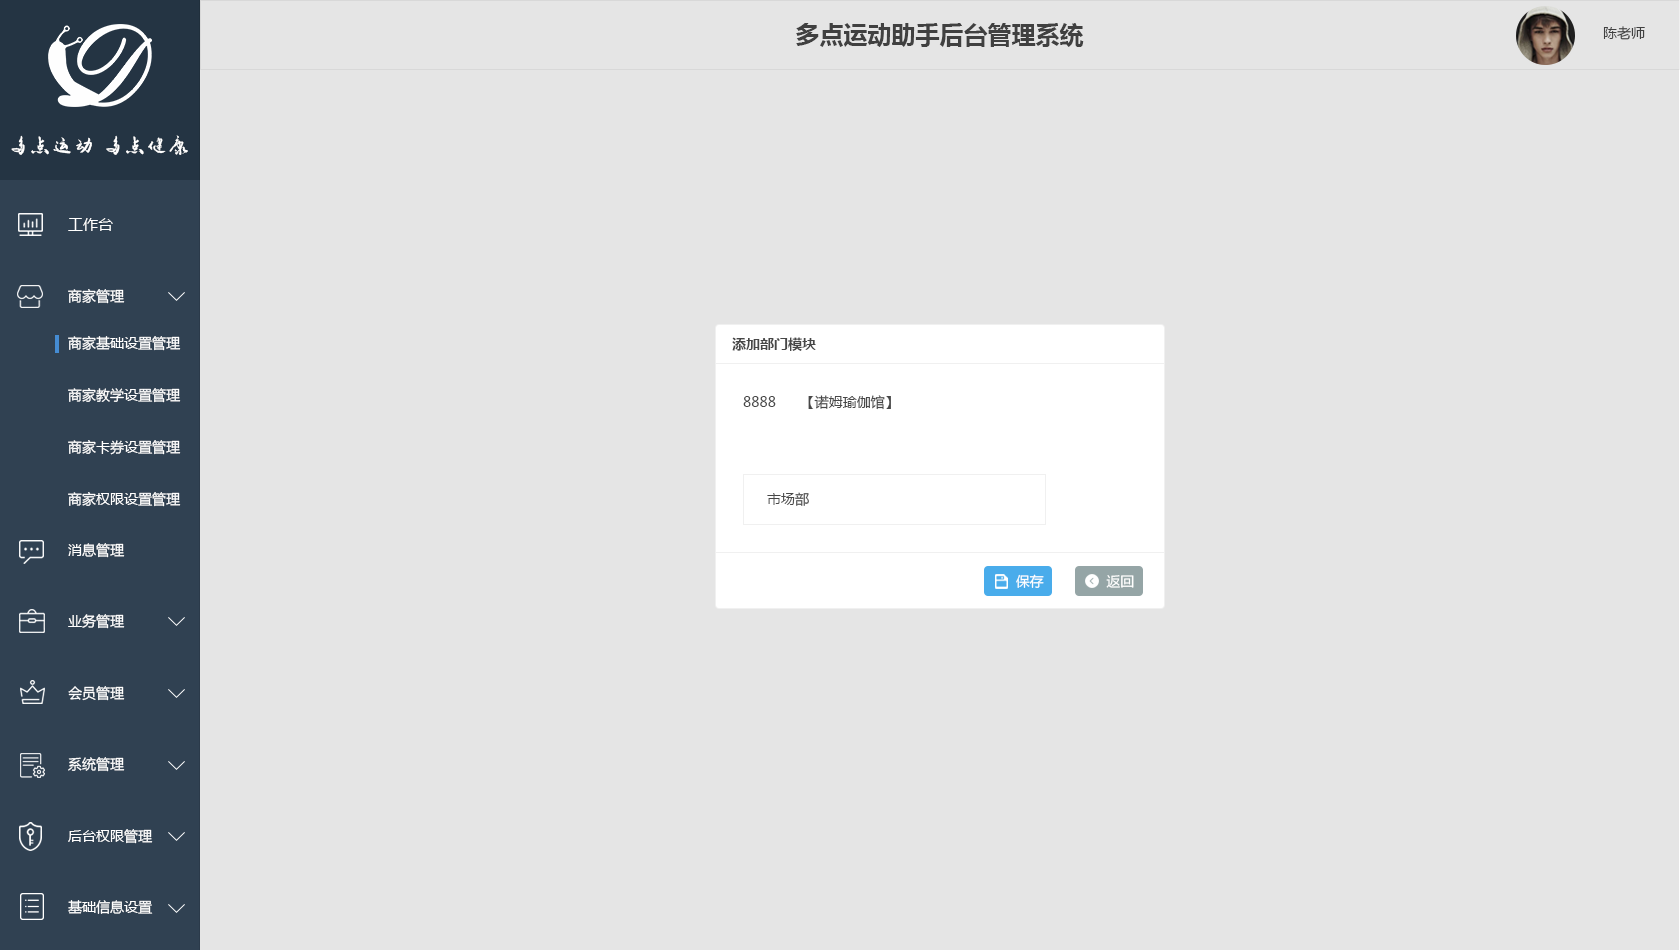 多点运动 多点健康
多点运动助手后台管理系统
陈老师
工作台
商家管理
商家基础设置管理
商家教学设置管理
商家卡券设置管理
商家权限设置管理
消息管理
业务管理
会员管理
系统管理
后台权限管理
基础信息设置
添加部门模块
8888 【诺姆瑜伽馆】
市场部
保存
返回